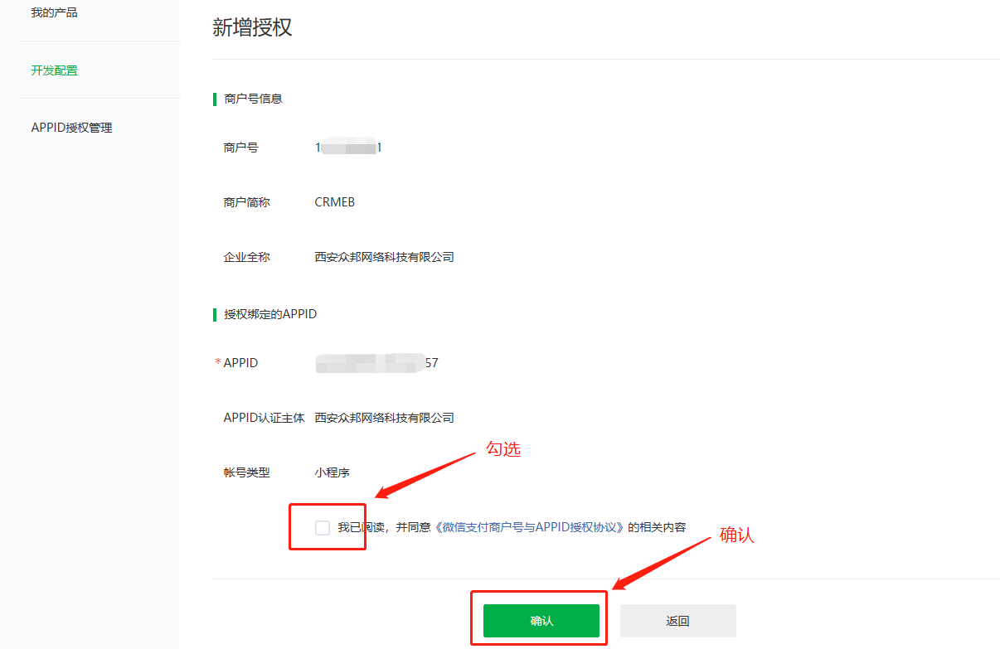 我的产品
开发配置
APPID授权管理
新增授权
商户号信息
商户号 1 1
商户简称 CRMEB
企业全称 西安众邦网络科技有限公司
授权绑定的APPID
*APPID 57
APPID认证主体 西安众邦网络科技有限公司
勾选
帐号类型 小程序
我已阅读，并同意《微信支付商户号与APPID授权协议》的相关内容
确认
确认 返回